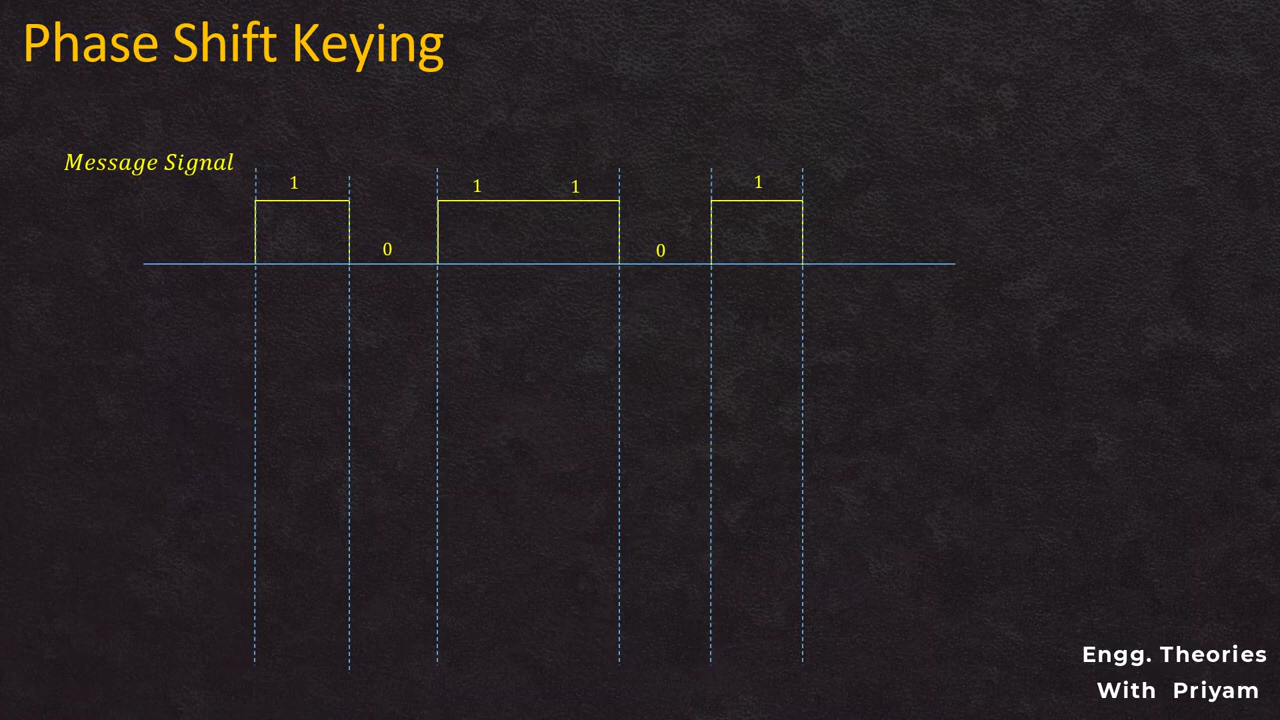 Phase Shift Keying
Message Signal
1 0 1 1 0 1
Engg. Theories
With Priyam